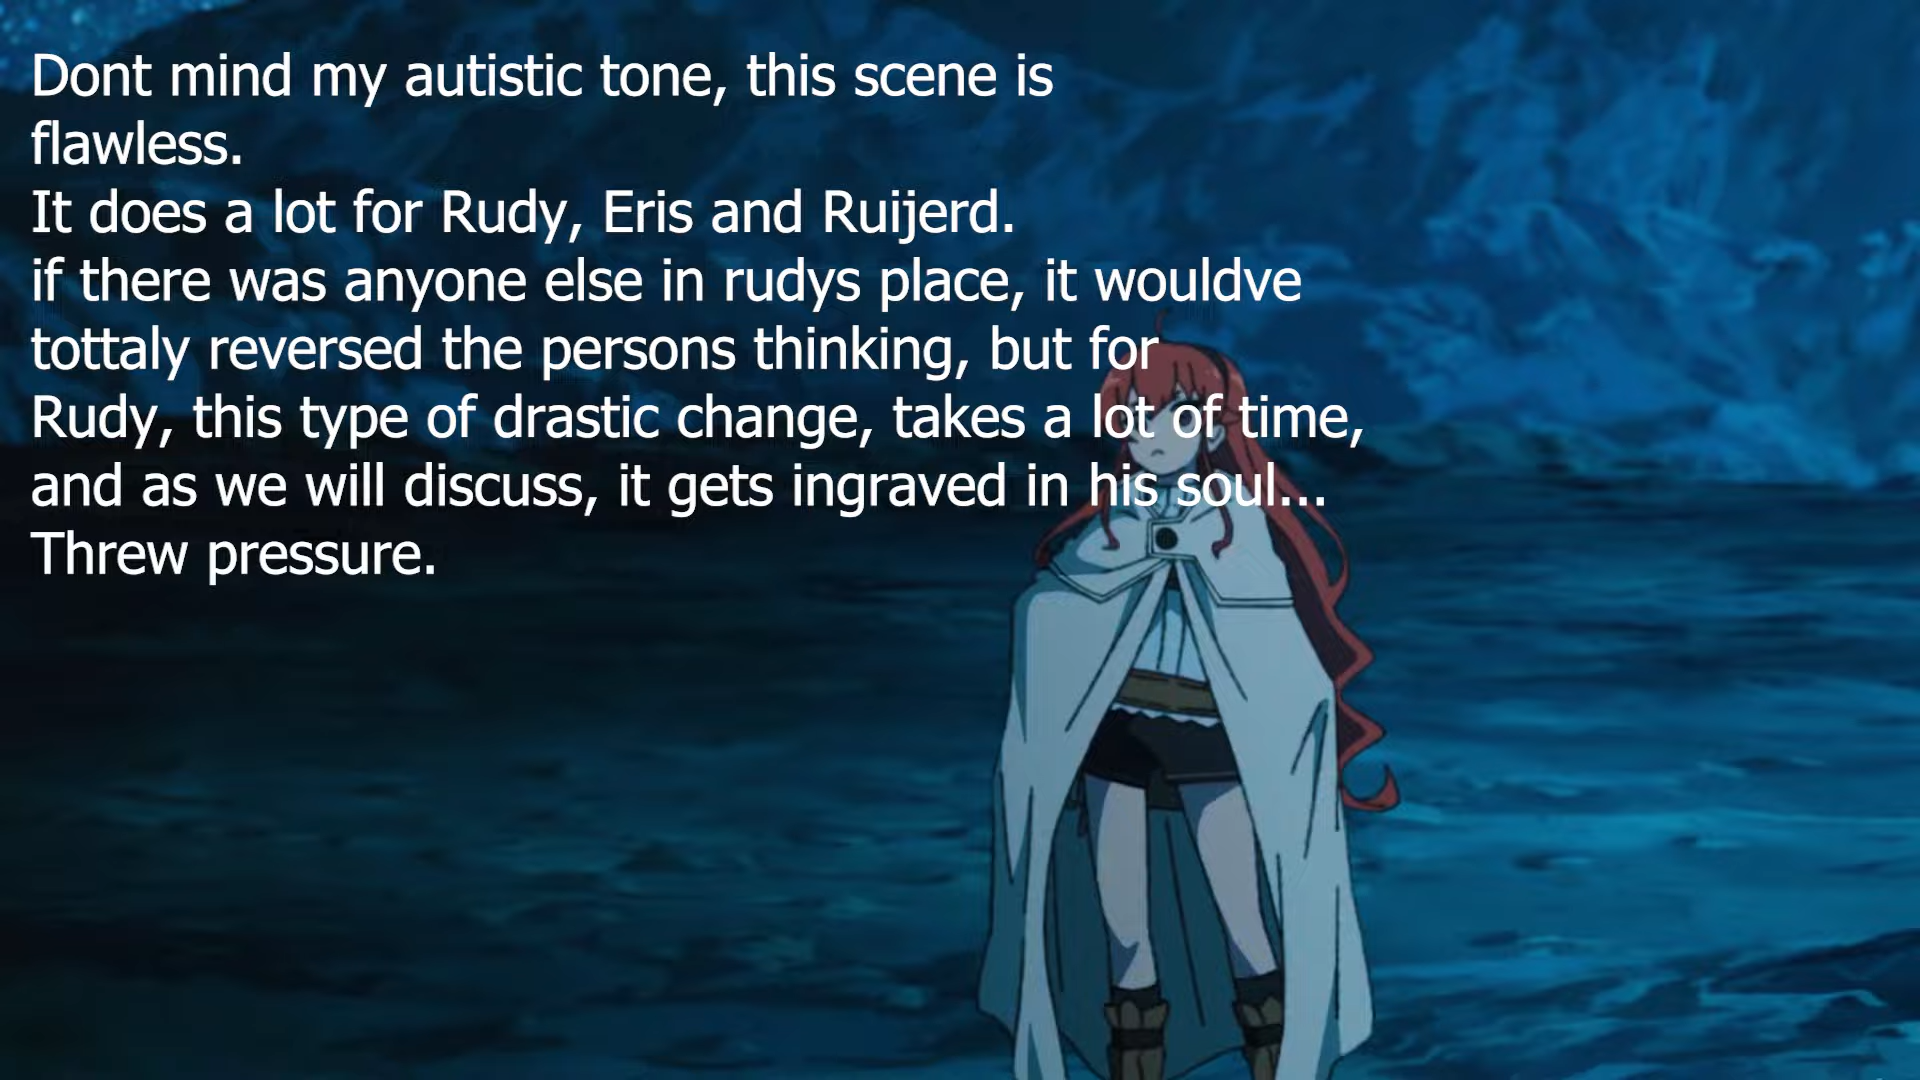 Dont mind my autistic tone, this scene is
flawless.
It does a lot for Rudy, Eris and Ruijerd.
if there was anyone else in rudys place, it wouldve
tottaly reversed the persons thinking, but for
Rudy, this type of drastic change, takes a lot of time,
and as we will discuss, it gets ingraved in his soul...
Threw pressure.